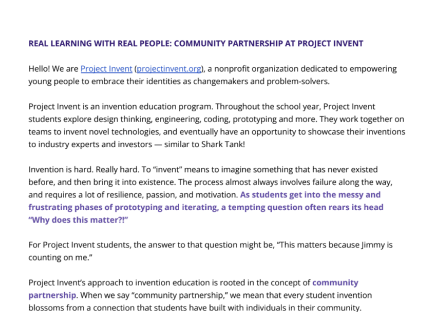 REAL LEARNING WITH REAL PEOPLE: COMMUNITY PARTNERSHIP AT PROJECT INVENT
Hello! We are Project Invent (projectinvent.org), a nonprofit organization dedicated to empowering
young people to embrace their identities as changemakers and problem-solvers.
Project Invent is an invention education program. Throughout the school year, Project Invent
students explore design thinking, engineering, coding, prototyping and more. They work together on
teams to invent novel technologies, and eventually have an opportunity to showcase their inventions
to industry experts and investors — similar to Shark Tank!
Invention is hard. Really hard. To “invent” means to imagine something that has never existed
before, and then bring it into existence. The process almost always involves failure along the way,
and requires a lot of resilience, passion, and motivation. As students get into the messy and
frustrating phases of prototyping and iterating, a tempting question often rears its head
“Why does this matter?!”
For Project Invent students, the answer to that question might be, “This matters because Jimmy is
counting on me.”
Project Invent’s approach to invention education is rooted in the concept of community
partnership. When we say “community partnership,” we mean that every student invention
blossoms from a connection that students have built with individuals in their community.